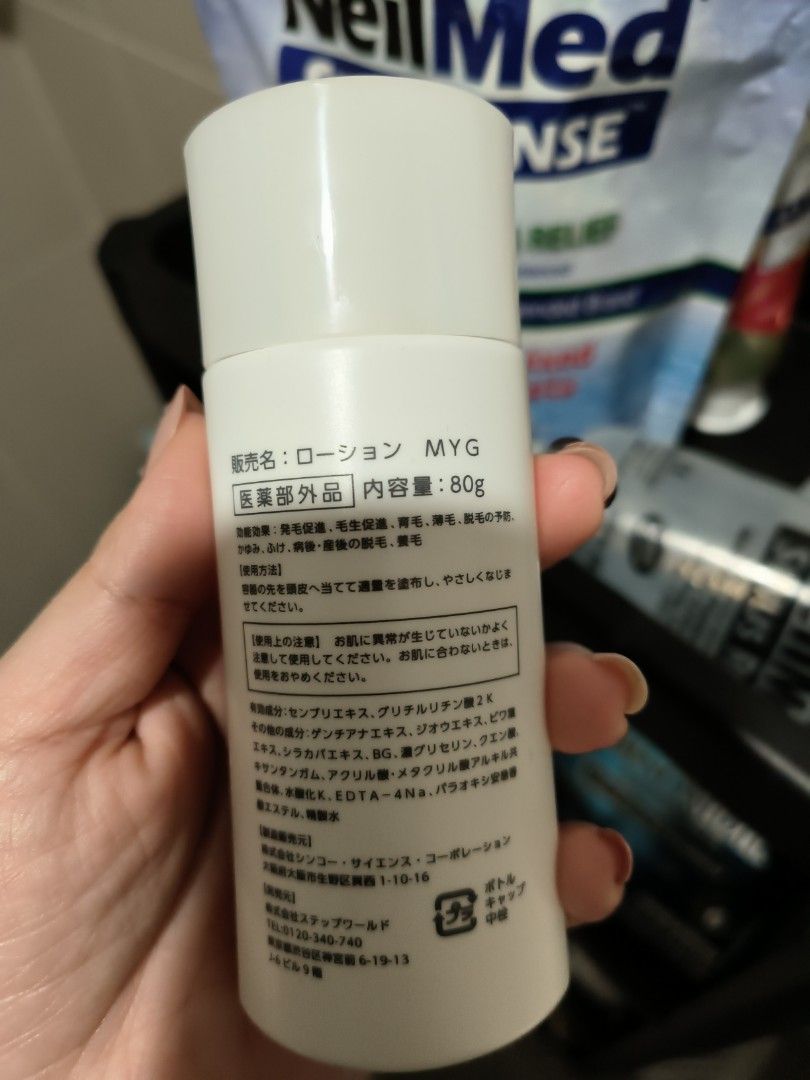 NeilMed
NSE™
RELIEF
販売名：ローション MYG
医薬部外品 内容量：80g
効能効果：発毛促進、毛生促進、育毛、薄毛、脱毛の予防、
かゆみ、ふけ、病後・産後の脱毛、養毛
【使用方法】
容器の先を頭皮へ当てて適量を塗布し、やさしくなじま
せてください。
【使用上の注意】 お肌に異常が生じていないかよく
注意して使用してください。お肌に合わないときは、
使用をおやめください。
有効成分：センブリエキス、グリチルリチン酸2K
その他の成分：ゲンチアナエキス、ジオウエキス、ビワ葉
エキス、シラカバエキス、BG、濃グリセリン、クエン酸、
キサンタンガム、アクリル酸・メタクリル酸アルキル共
重合体、水酸化K、EDTA－4Na、パラオキシ安息香
酸エステル、精製水
【製造販売元】
株式会社シンコー・サイエンス・コーポレーション
大阪府大阪市生野区巽西1-10-16
【発売元】
株式会社ステップワールド
TEL:0120-340-740
東京都渋谷区神宮前6-19-13
J-6ビル9階
プラ
ボトル
キャップ
中栓